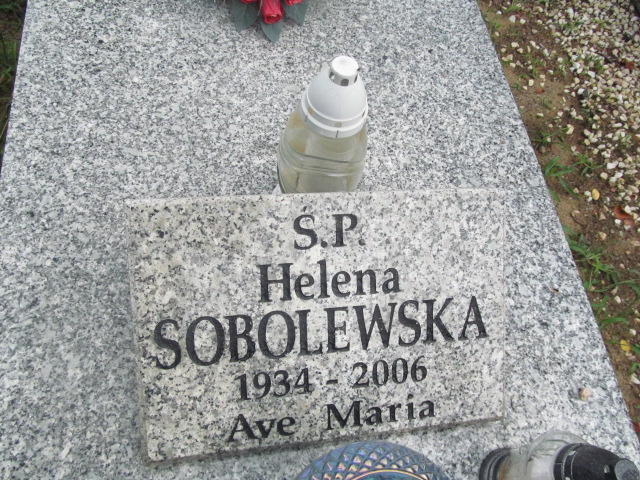 Ś.P.
Helena
SOBOLEWSKA
1934 - 2006
Ave Maria